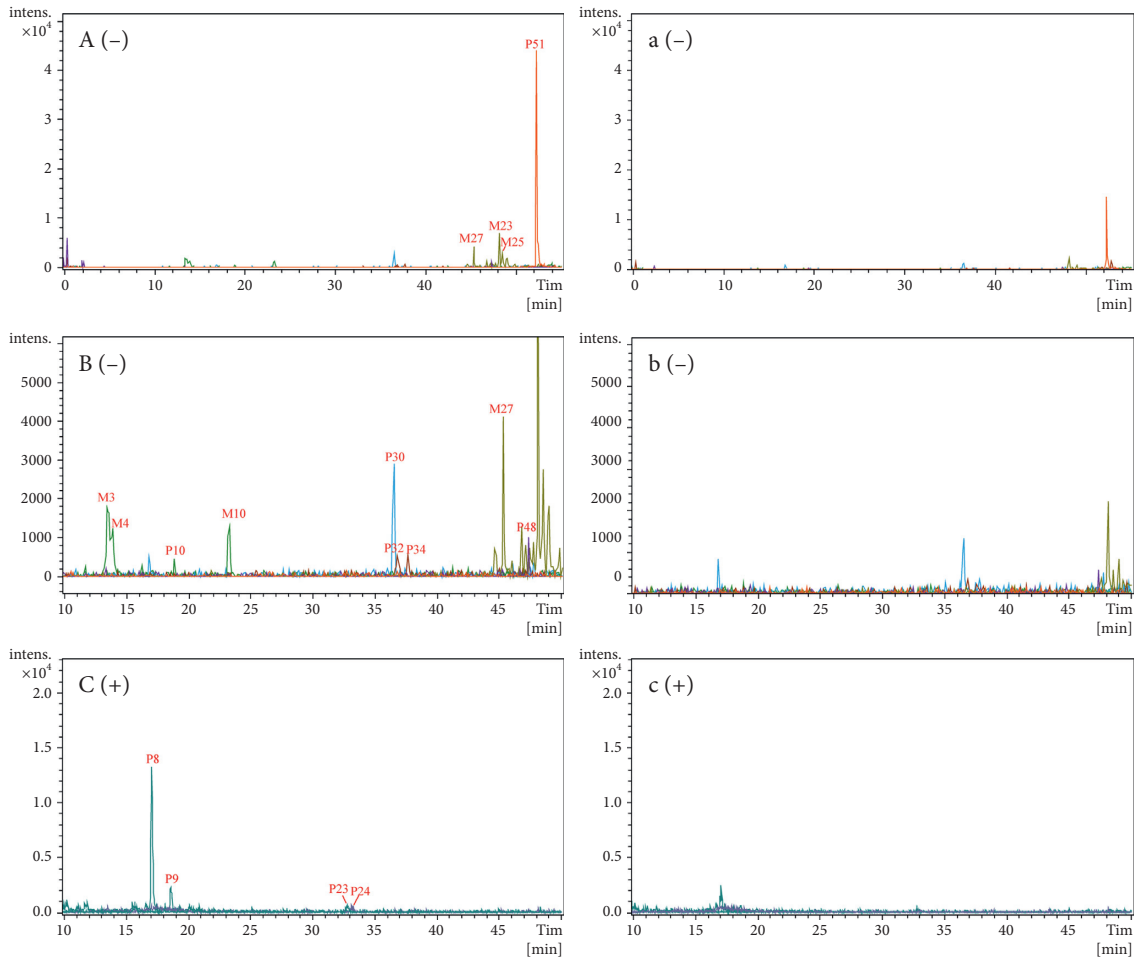 intens.
×10⁴
A (–)
P51
4
3
2
1
0
M27
M23
M25
10
20
30
40
Tim
[min]
intens.
×10⁴
a (–)
4
3
2
1
0
0
10
20
30
40
Tim
[min]
intens.
B (–)
5000
4000
3000
2000
1000
0
M3
M4
P10
M10
P30
P32
P34
M27
P48
10
15
20
25
30
35
40
45
Tim
[min]
intens.
b (–)
5000
4000
3000
2000
1000
0
10
15
20
25
30
35
40
45
Tim
[min]
intens.
×10⁴
C (+)
2.0
1.5
1.0
0.5
0.0
P8
P9
P23
P24
10
15
20
25
30
35
40
45
Tim
[min]
intens.
×10⁴
c (+)
2.0
1.5
1.0
0.5
0.0
10
15
20
25
30
35
40
45
Tim
[min]